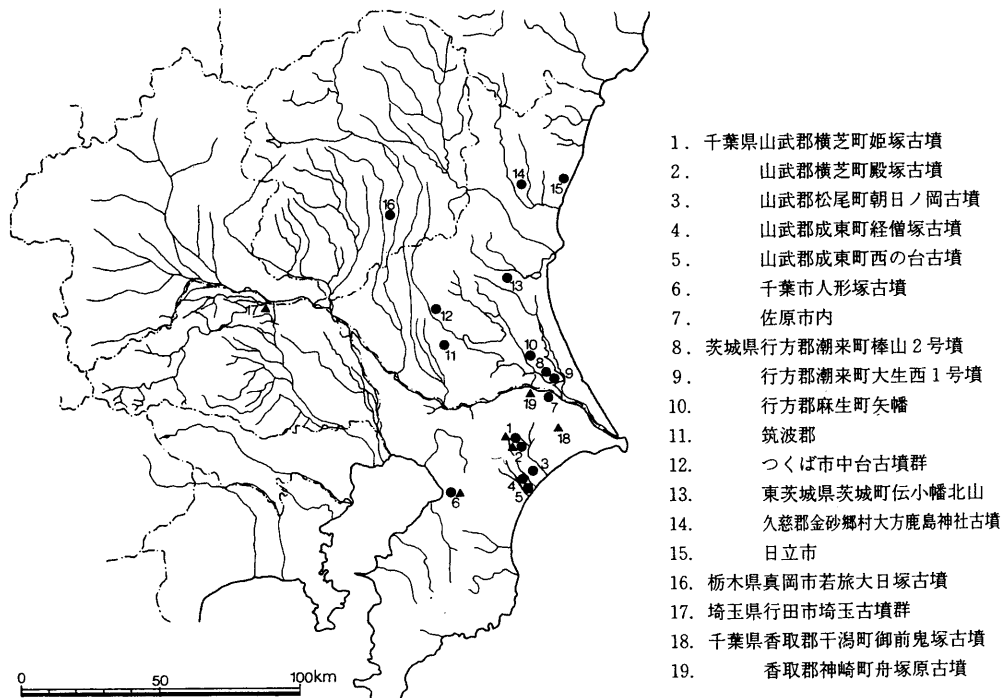 1. 千葉県山武郡横芝町姫塚古墳
2. 山武郡横芝町殿塚古墳
3. 山武郡松尾町朝日ノ岡古墳
4. 山武郡成東町経僧塚古墳
5. 山武郡成東町西の台古墳
6. 千葉市人形塚古墳
7. 佐原市内
8. 茨城県行方郡潮来町棒山2号墳
9. 行方郡潮来町大生西1号墳
10. 行方郡麻生町矢幡
11. 筑波郡
12. つくば市中台古墳群
13. 東茨城県茨城町伝小幡北山
14. 久慈郡金砂郷村大方鹿島神社古墳
15. 日立市
16. 栃木県真岡市若旅大日塚古墳
17. 埼玉県行田市埼玉古墳群
18. 千葉県香取郡干潟町御前鬼塚古墳
19. 香取郡神崎町舟塚原古墳
14
15
16
13
17
12
11
10
8
9
19
7
18
1
2
3
4
5
6
0 50 100km